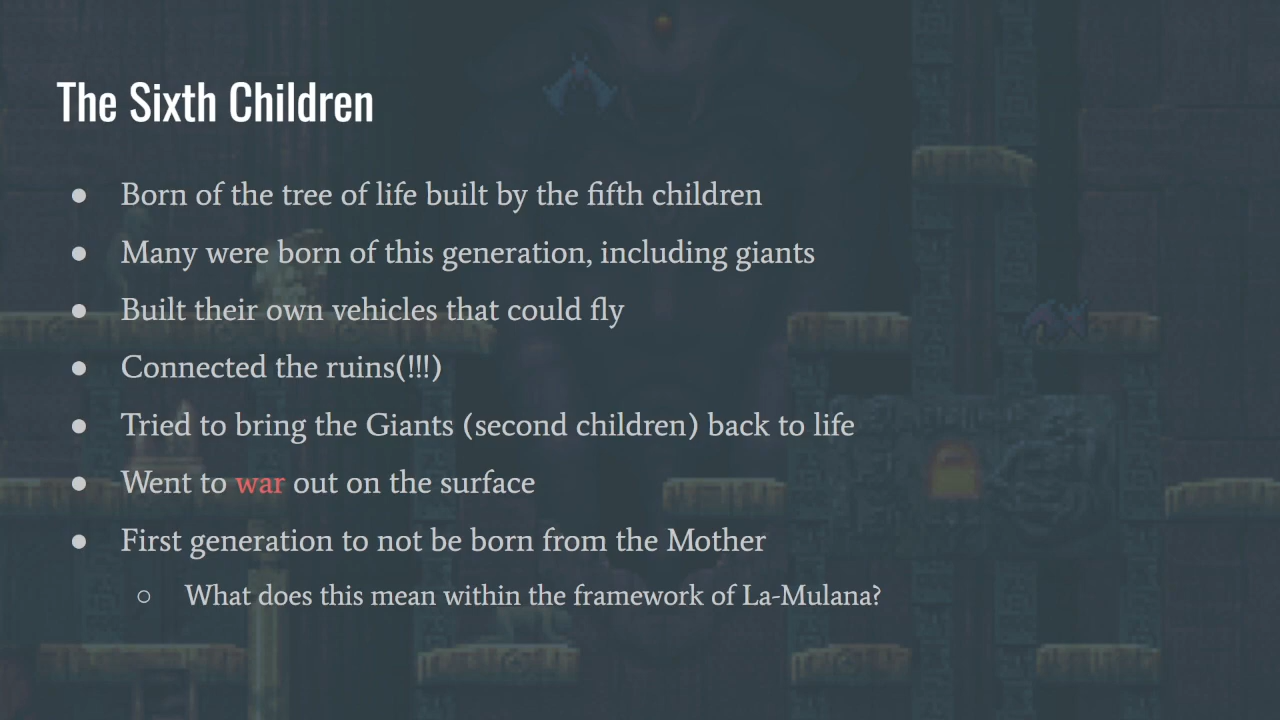 The Sixth Children
● Born of the tree of life built by the fifth children
● Many were born of this generation, including giants
● Built their own vehicles that could fly
● Connected the ruins(!!!)
● Tried to bring the Giants (second children) back to life
● Went to war out on the surface
● First generation to not be born from the Mother
○ What does this mean within the framework of La-Mulana?